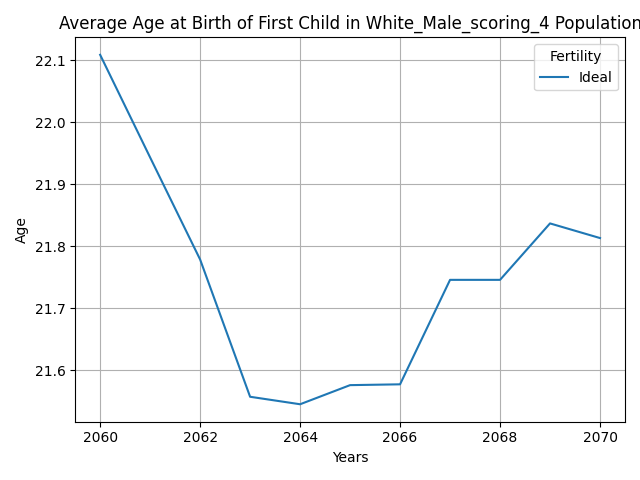 Average Age at Birth of First Child in White_Male_scoring_4 Population
Fertility
Ideal
22.1
22.0
21.9
21.8
21.7
21.6
Age
2060 2062 2064 2066 2068 2070
Years